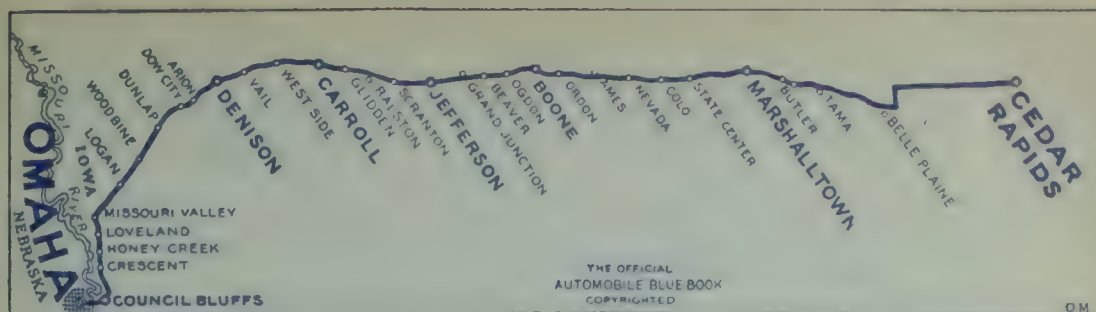 MISSOURI
RIVER
OMAHA
NEBRASKA
IOWA
COUNCIL BLUFFS
CRESCENT
HONEY CREEK
LOVELAND
MISSOURI VALLEY
LOGAN
WOODBINE
DUNLAP
DOW CITY
ARION
DENISON
VAIL
WEST SIDE
CARROLL
GLIDDEN
RALSTON
SCRANTON
JEFFERSON
GRAND JUNCTION
BEAVER
OGDON
BOONE
ORDON
AMES
NEVADA
COLO
STATE CENTER
MARSHALLTOWN
BUTLER
TAMA
BELLE PLAINE
CEDAR
RAPIDS
THE OFFICIAL
AUTOMOBILE BLUE BOOK
COPYRIGHTED
OM